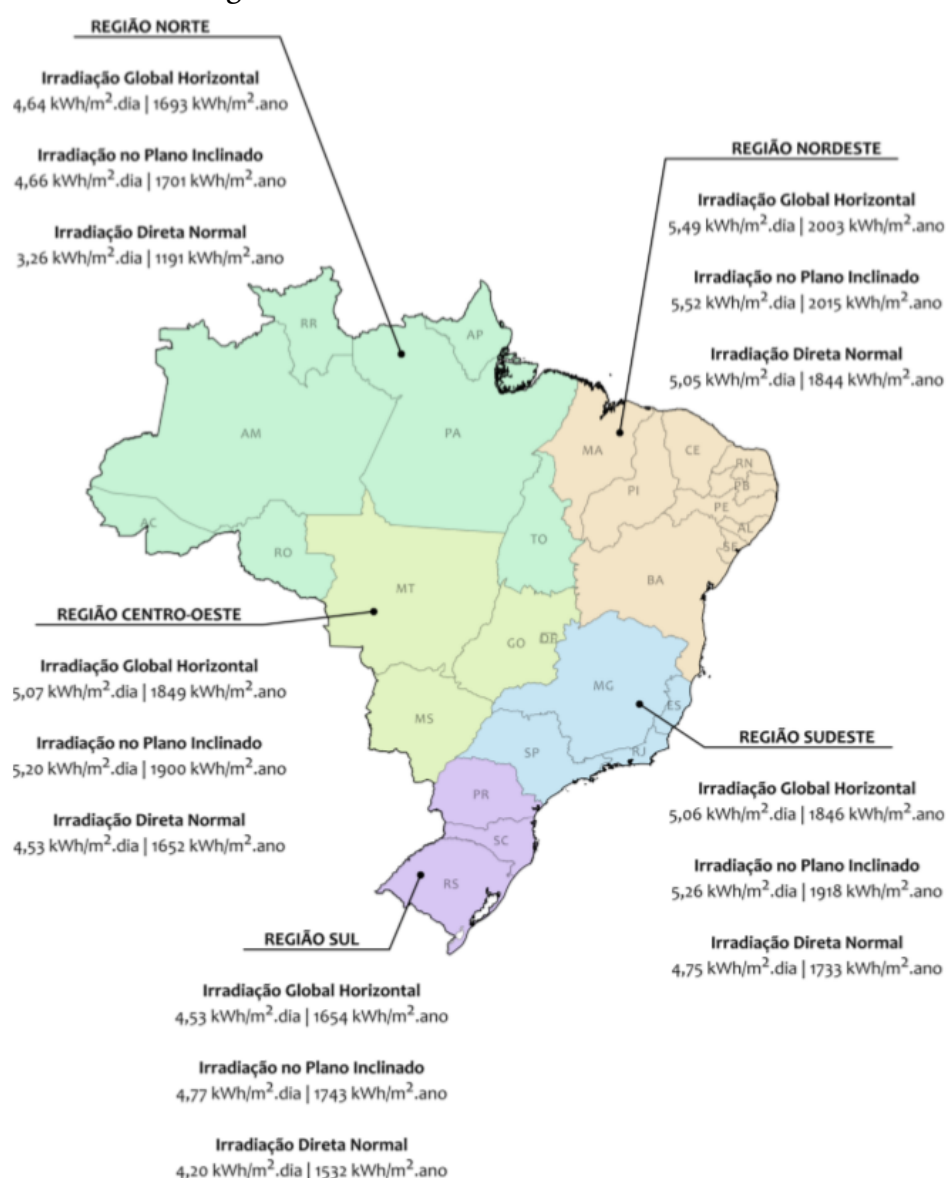 REGIÃO NORTE
Irradiação Global Horizontal
4,64 kWh/m².dia | 1693 kWh/m².ano
Irradiação no Plano Inclinado
4,66 kWh/m².dia | 1701 kWh/m².ano
Irradiação Direta Normal
3,26 kWh/m².dia | 1191 kWh/m².ano
REGIÃO NORDESTE
Irradiação Global Horizontal
5,49 kWh/m².dia | 2003 kWh/m².ano
Irradiação no Plano Inclinado
5,52 kWh/m².dia | 2015 kWh/m².ano
Irradiação Direta Normal
5,05 kWh/m².dia | 1844 kWh/m².ano
RR
AP
AM
PA
MA
CE
RN
PB
PI
PE
AL
SE
AC
RO
TO
BA
MT
GO
DF
MG
ES
MS
SP
RJ
PR
SC
RS
REGIÃO CENTRO-OESTE
Irradiação Global Horizontal
5,07 kWh/m².dia | 1849 kWh/m².ano
Irradiação no Plano Inclinado
5,20 kWh/m².dia | 1900 kWh/m².ano
Irradiação Direta Normal
4,53 kWh/m².dia | 1652 kWh/m².ano
REGIÃO SUDESTE
Irradiação Global Horizontal
5,06 kWh/m².dia | 1846 kWh/m².ano
Irradiação no Plano Inclinado
5,26 kWh/m².dia | 1918 kWh/m².ano
Irradiação Direta Normal
4,75 kWh/m².dia | 1733 kWh/m².ano
REGIÃO SUL
Irradiação Global Horizontal
4,53 kWh/m².dia | 1654 kWh/m².ano
Irradiação no Plano Inclinado
4,77 kWh/m².dia | 1743 kWh/m².ano
Irradiação Direta Normal
4,20 kWh/m².dia | 1532 kWh/m².ano